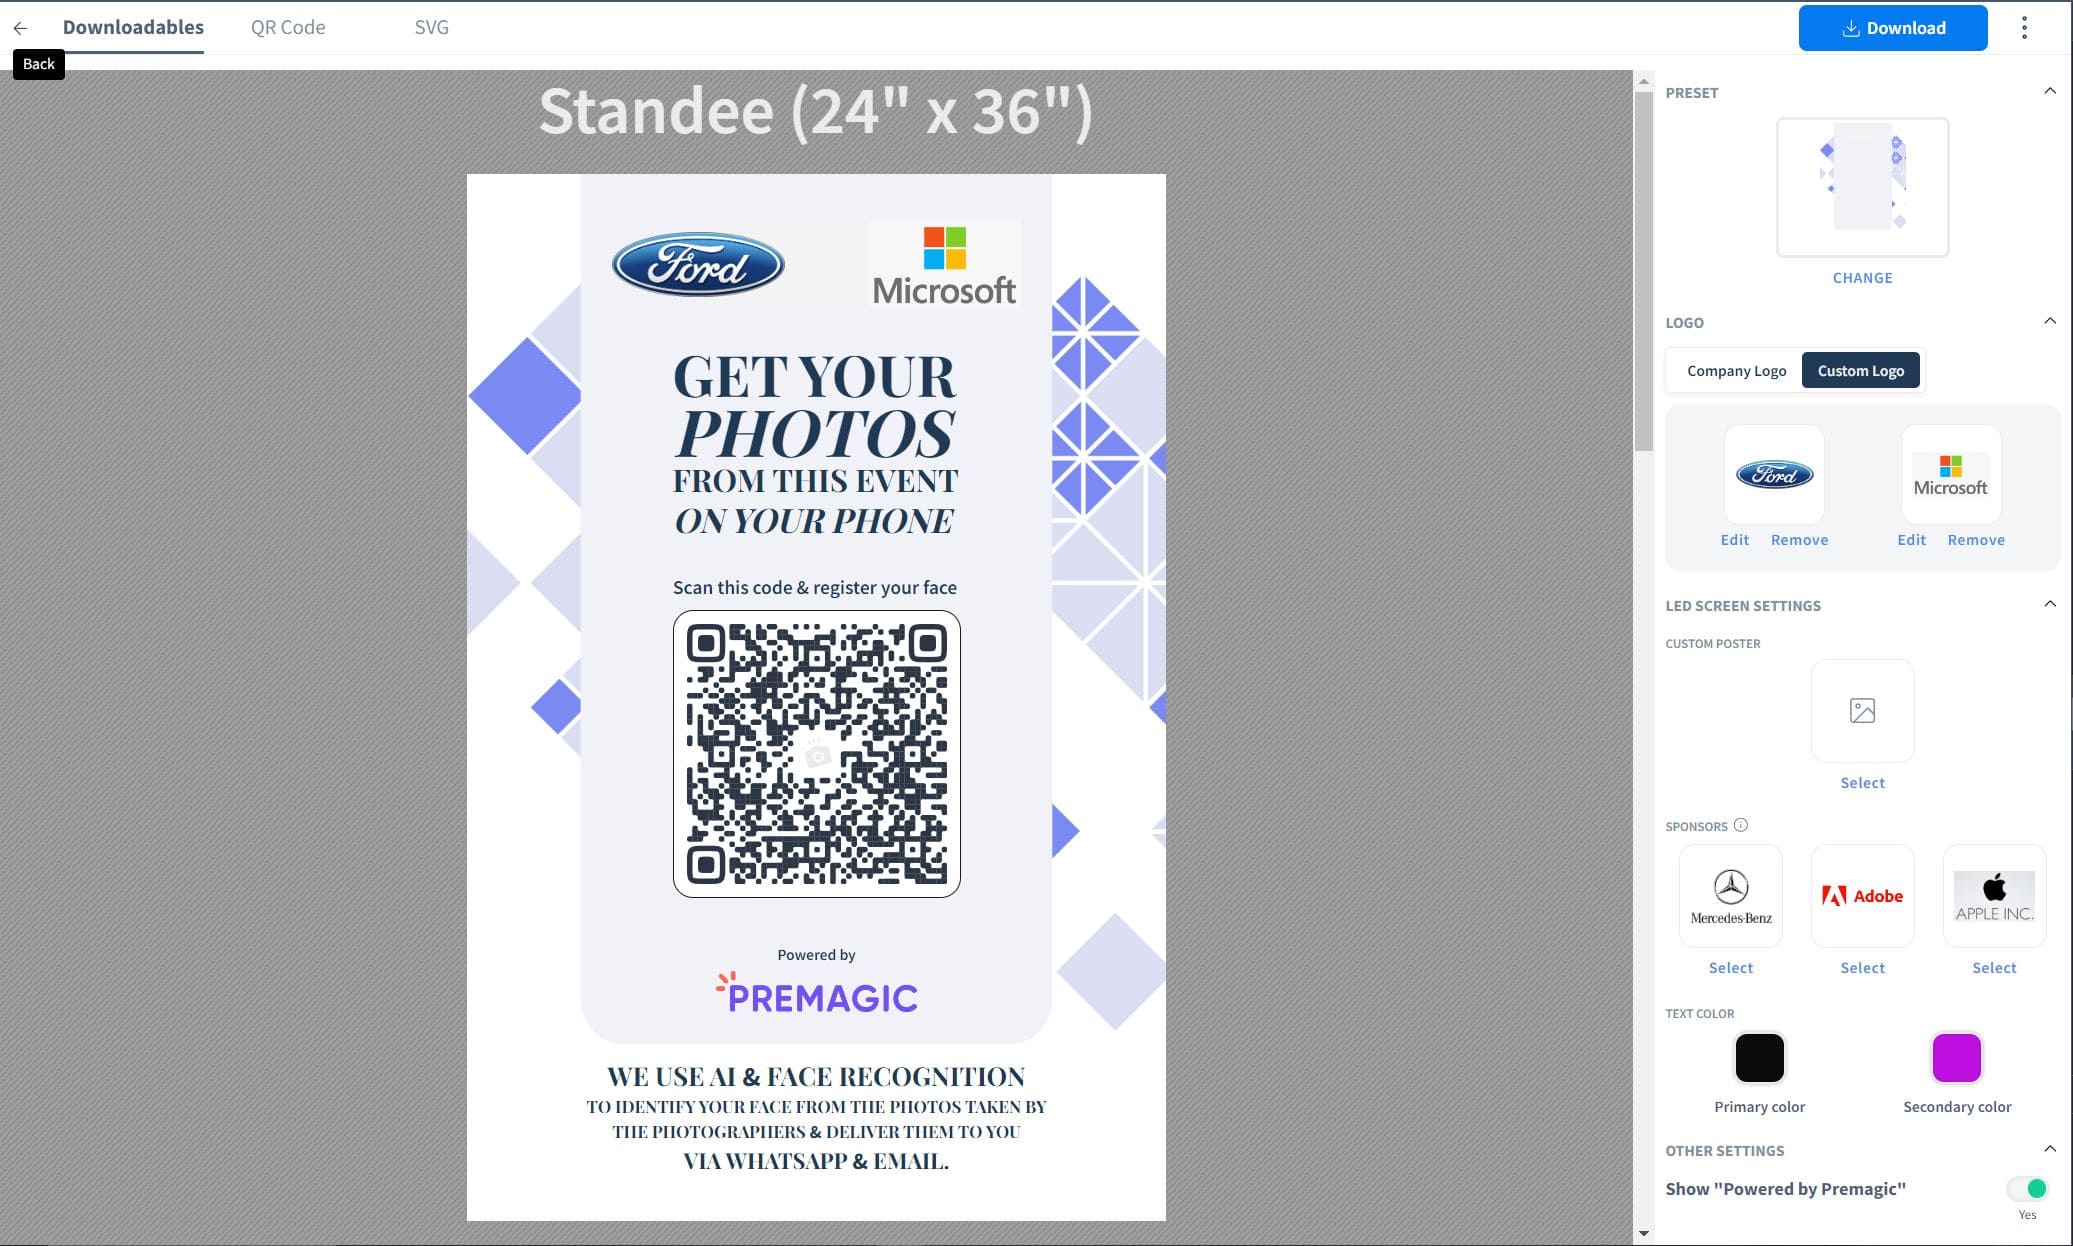 Downloadables QR Code SVG Download
Back
Standee (24" x 36")
Ford Microsoft
GET YOUR
PHOTOS
FROM THIS EVENT
ON YOUR PHONE
Scan this code & register your face
Powered by
PREMAGIC
WE USE AI & FACE RECOGNITION
TO IDENTIFY YOUR FACE FROM THE PHOTOS TAKEN BY
THE PHOTOGRAPHERS & DELIVER THEM TO YOU
VIA WHATSAPP & EMAIL.
PRESET
CHANGE
LOGO
Company Logo Custom Logo
Ford Microsoft
Edit Remove Edit Remove
LED SCREEN SETTINGS
CUSTOM POSTER
Select
SPONSORS
Mercedes-Benz Adobe APPLE INC.
Select Select Select
TEXT COLOR
Primary color Secondary color
OTHER SETTINGS
Show "Powered by Premagic"
Yes